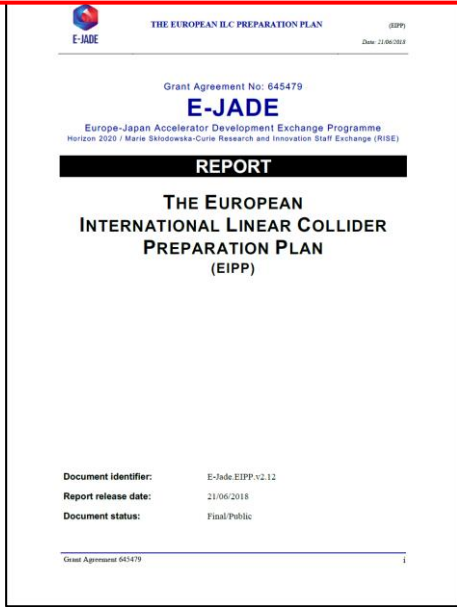 E-JADE
THE EUROPEAN ILC PREPARATION PLAN
(EIPP)
Date: 21/06/2018
Grant Agreement No: 645479
E-JADE
Europe-Japan Accelerator Development Exchange Programme
Horizon 2020 / Marie Skłodowska-Curie Research and Innovation Staff Exchange (RISE)
REPORT
THE EUROPEAN
INTERNATIONAL LINEAR COLLIDER
PREPARATION PLAN
(EIPP)
Document identifier: E-Jade.EIPP.v2.12
Report release date: 21/06/2018
Document status: Final/Public
Grant Agreement 645479 i